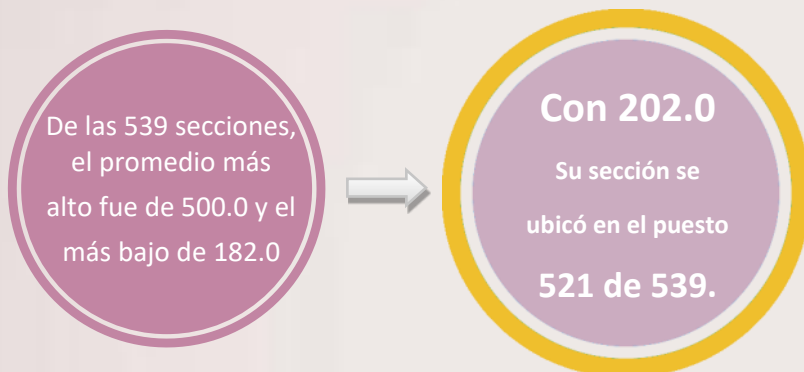 De las 539 secciones,
el promedio más
alto fue de 500.0 y el
más bajo de 182.0
Con 202.0
Su sección se
ubicó en el puesto
521 de 539.